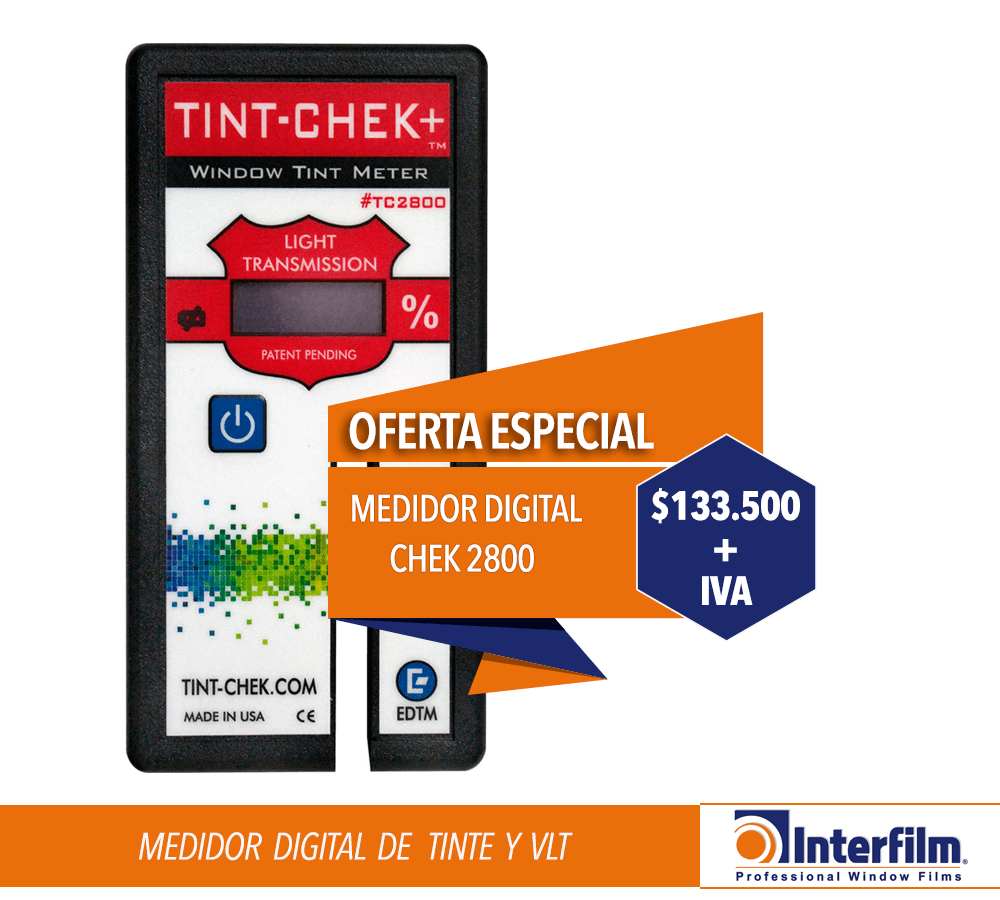 TINT-CHEK+
TM
WINDOW TINT METER
#TC2800
LIGHT
TRANSMISSION
%
PATENT PENDING
OFERTA ESPECIAL
MEDIDOR DIGITAL
CHEK 2800
$133.500
+
IVA
TINT-CHEK.COM
MADE IN USA CE
EDTM
MEDIDOR DIGITAL DE TINTE Y VLT
Interfilm®
Professional Window Films